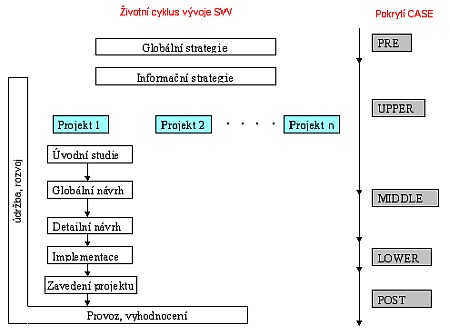 Životní cyklus vývoje SW
Pokrytí CASE
Globální strategie
PRE
Informační strategie
UPPER
Projekt 1
Projekt 2
. . . .
Projekt n
Úvodní studie
Globální návrh
MIDDLE
Detailní návrh
Implementace
LOWER
Zavedení projektu
POST
Provoz, vyhodnocení
údržba, rozvoj